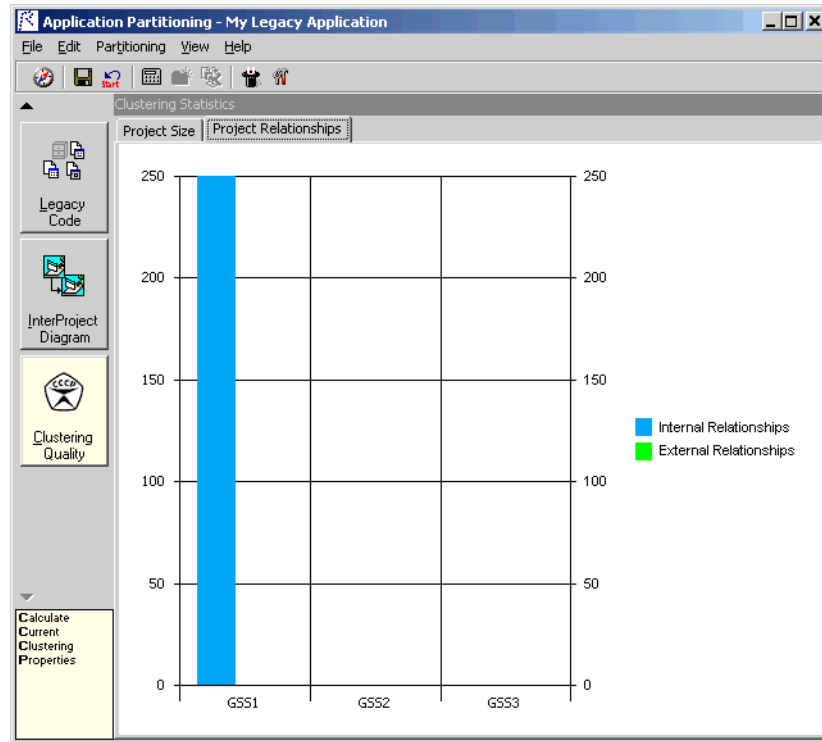 Application Partitioning - My Legacy Application
File Edit Partitioning View Help
Start
Clustering Statistics
Project Size Project Relationships
Legacy
Code
InterProject
Diagram
CCCP
Clustering
Quality
Calculate
Current
Clustering
Properties
250
200
150
100
50
0
GSS1 GSS2 GSS3
250
200
150
100
50
0
Internal Relationships
External Relationships